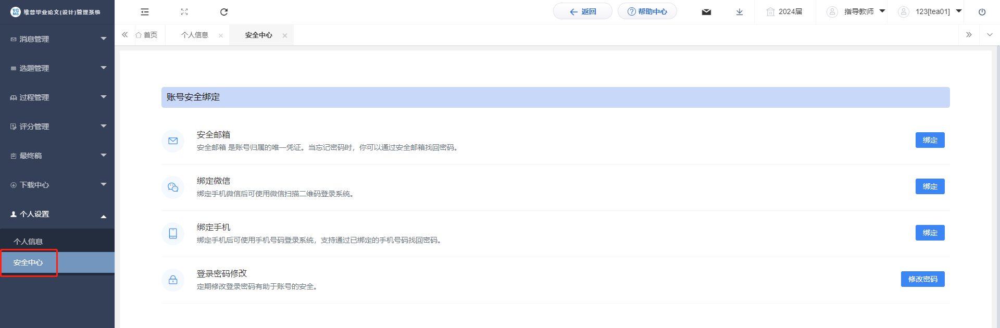 维普毕业论文(设计)管理系统
返回
帮助中心
2024届
指导教师
123[tea01]
首页
个人信息
安全中心
消息管理
选题管理
过程管理
评分管理
最终稿
下载中心
个人设置
个人信息
安全中心
账号安全绑定
安全邮箱
安全邮箱 是账号归属的唯一凭证。当忘记密码时，你可以通过安全邮箱找回密码。
绑定
绑定微信
绑定手机微信后可使用微信扫描二维码登录系统。
绑定
绑定手机
绑定手机后可使用手机号码登录系统，支持通过已绑定的手机号码找回密码。
绑定
登录密码修改
定期修改登录密码有助于账号的安全。
修改密码